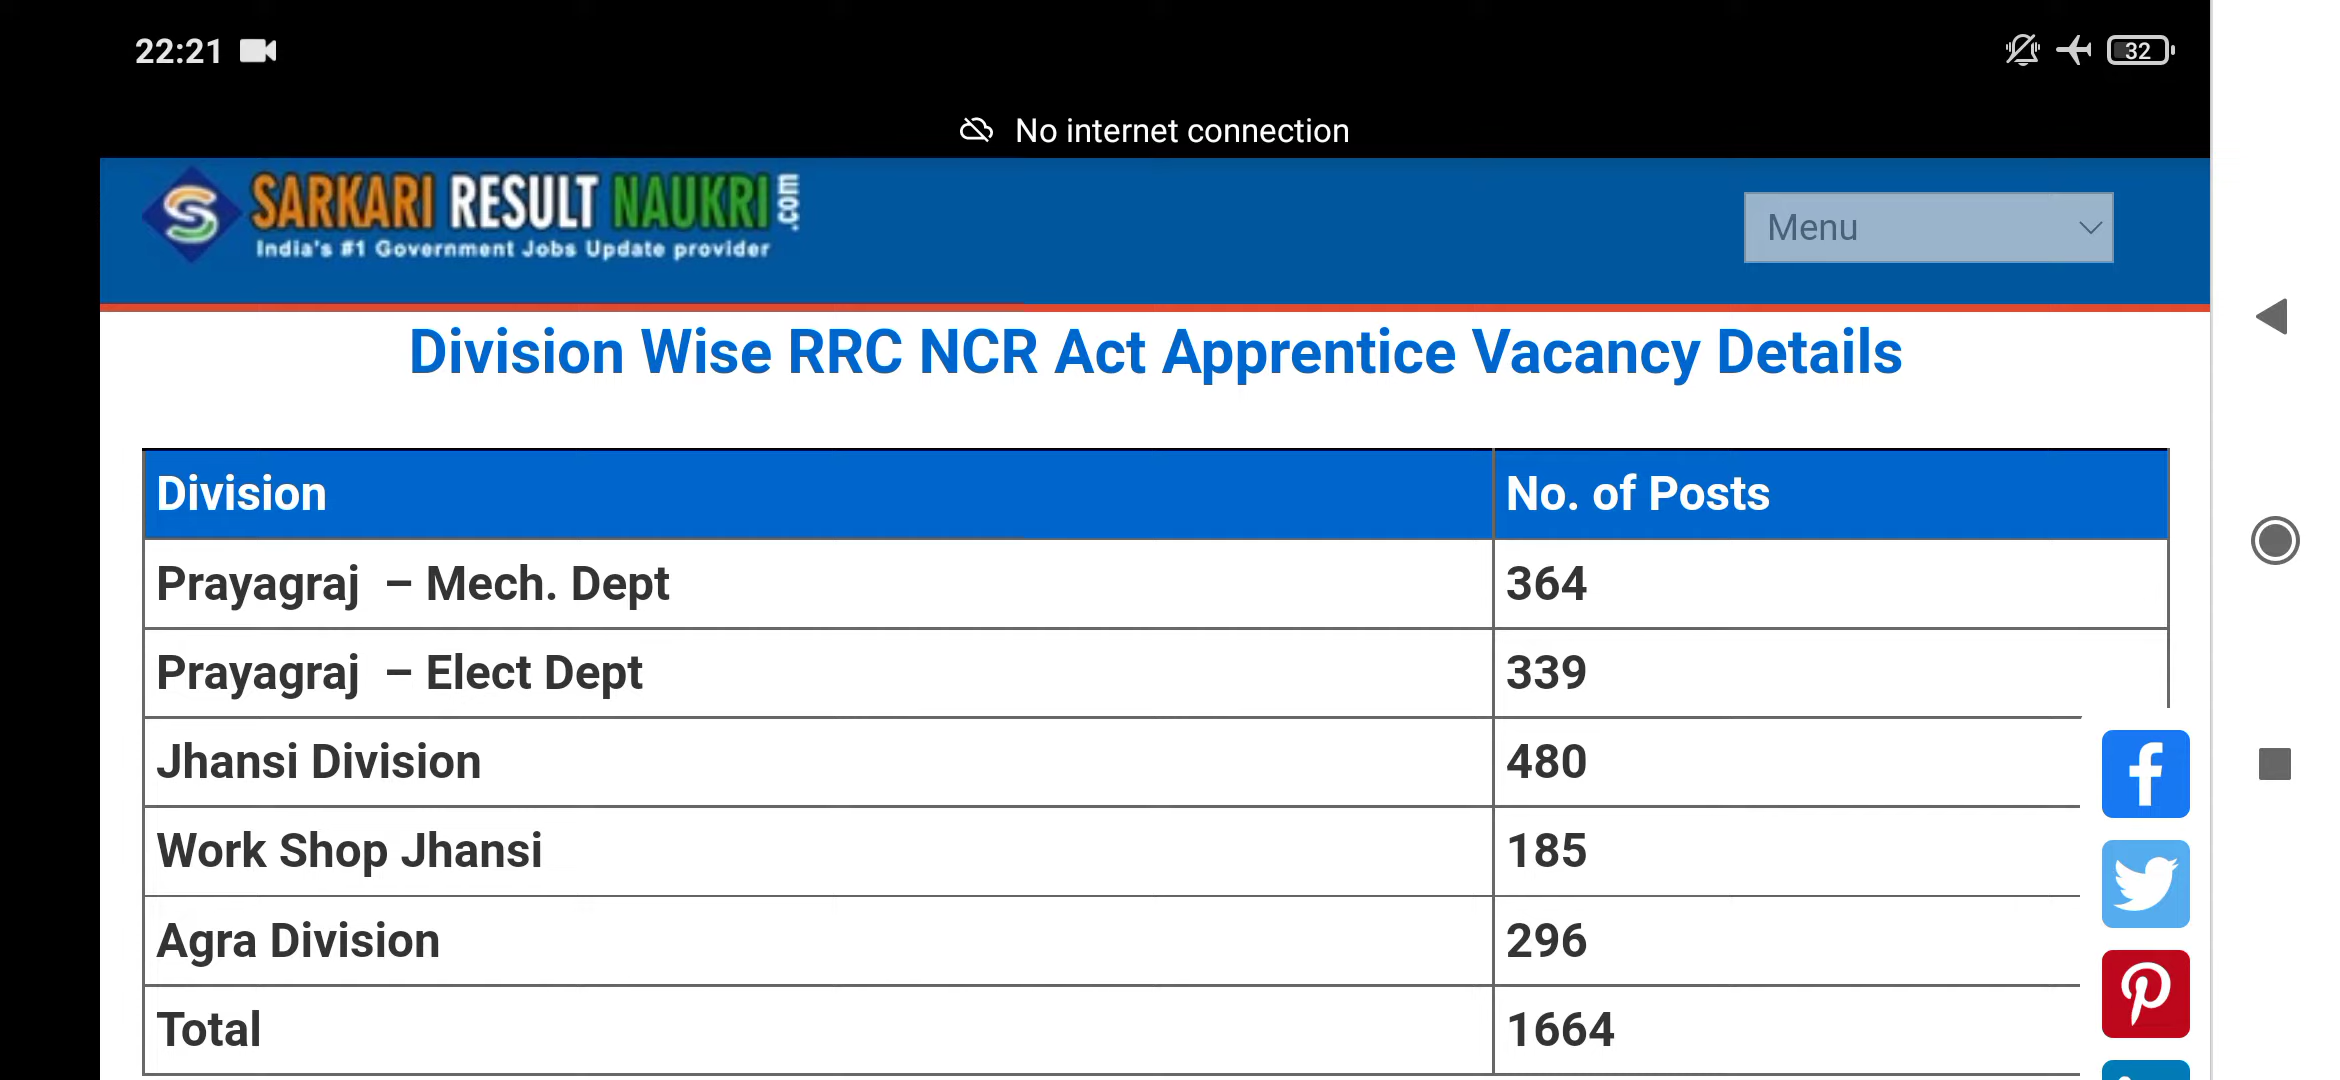 22:21
32
No internet connection
SARKARI RESULT NAUKRI.com
India's #1 Government Jobs Update provider
Menu
Division Wise RRC NCR Act Apprentice Vacancy Details
Division No. of Posts
Prayagraj – Mech. Dept 364
Prayagraj – Elect Dept 339
Jhansi Division 480
Work Shop Jhansi 185
Agra Division 296
Total 1664